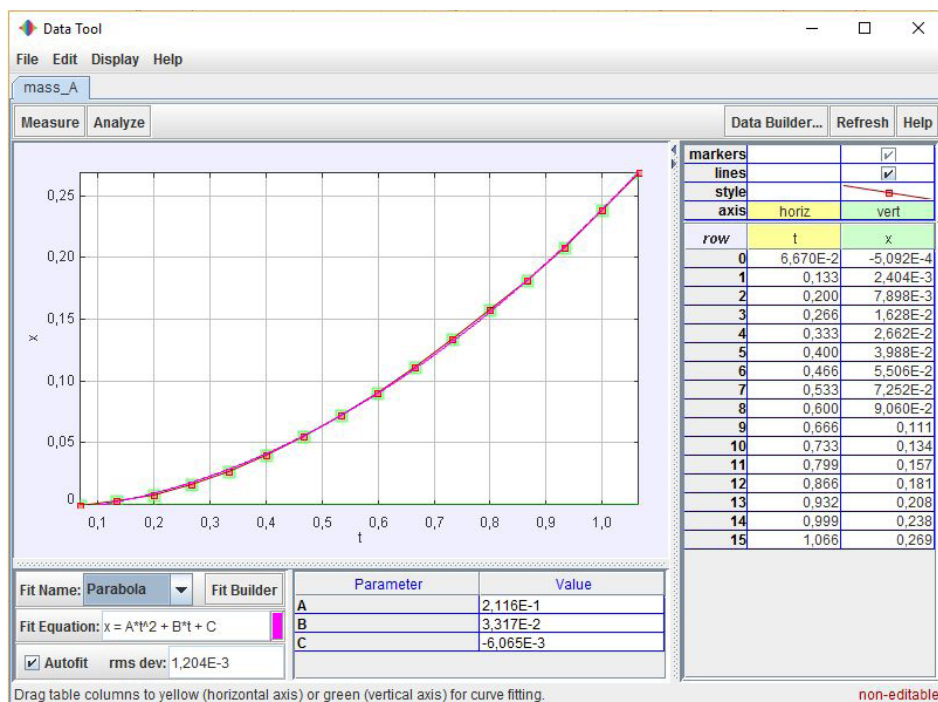 Data Tool
File Edit Display Help
mass_A
Measure Analyze Data Builder... Refresh Help
markers
lines
style
axis horiz vert
row t x
0 6,670E-2 -5,092E-4
1 0,133 2,404E-3
2 0,200 7,898E-3
3 0,266 1,628E-2
4 0,333 2,662E-2
5 0,400 3,988E-2
6 0,466 5,506E-2
7 0,533 7,252E-2
8 0,600 9,060E-2
9 0,666 0,111
10 0,733 0,134
11 0,799 0,157
12 0,866 0,181
13 0,932 0,208
14 0,999 0,238
15 1,066 0,269
0,25
0,20
0,15
x
0,10
0,05
0
0,1 0,2 0,3 0,4 0,5 0,6 0,7 0,8 0,9 1,0
t
Fit Name: Parabola Fit Builder
Fit Equation: x = A*t^2 + B*t + C
Autofit rms dev: 1,204E-3
Parameter Value
A 2,116E-1
B 3,317E-2
C -6,065E-3
Drag table columns to yellow (horizontal axis) or green (vertical axis) for curve fitting. non-editable